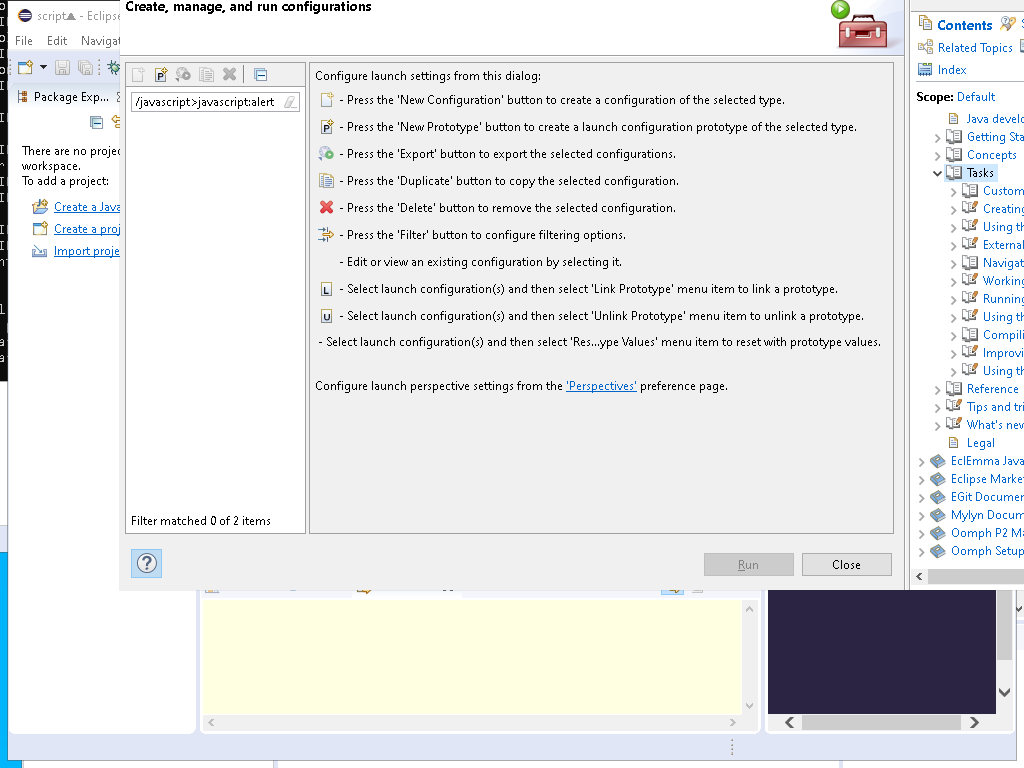 Create, manage, and run configurations
script - Eclips
File Edit Navigat
Package Exp...
There are no projec
workspace.
To add a project:
Create a Java
Create a proj
Import proje
/javascript>javascript:alert
Filter matched 0 of 2 items
Configure launch settings from this dialog:
- Press the 'New Configuration' button to create a configuration of the selected type.
- Press the 'New Prototype' button to create a launch configuration prototype of the selected type.
- Press the 'Export' button to export the selected configurations.
- Press the 'Duplicate' button to copy the selected configuration.
- Press the 'Delete' button to remove the selected configuration.
- Press the 'Filter' button to configure filtering options.
- Edit or view an existing configuration by selecting it.
L - Select launch configuration(s) and then select 'Link Prototype' menu item to link a prototype.
U - Select launch configuration(s) and then select 'Unlink Prototype' menu item to unlink a prototype.
- Select launch configuration(s) and then select 'Res...ype Values' menu item to reset with prototype values.
Configure launch perspective settings from the 'Perspectives' preference page.
Run
Close
Contents
Related Topics
Index
Scope: Default
Java develo
Getting Sta
Concepts
Tasks
Custom
Creating
Using th
External
Navigat
Working
Running
Using th
Compili
Improvi
Using th
Reference
Tips and tri
What's new
Legal
EclEmma Java
Eclipse Marke
EGit Documen
Mylyn Docum
Oomph P2 Ma
Oomph Setup